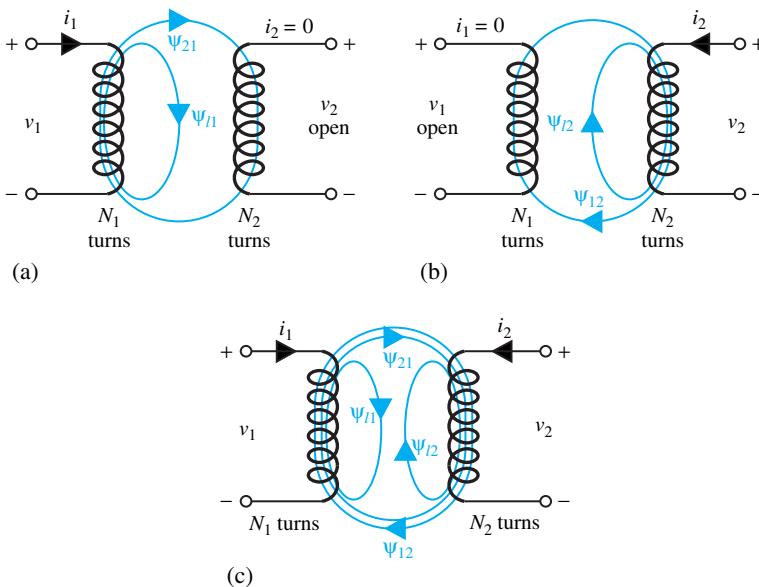 i₁
ψ₂₁
i₂ = 0
+
+
v₁
ψₗ₁
v₂
open
−
−
N₁
turns
N₂
turns
(a)
i₁ = 0
i₂
+
+
v₁
open
ψₗ₂
v₂
−
−
ψ₁₂
N₁
turns
N₂
turns
(b)
i₁
i₂
+
+
ψ₂₁
v₁
ψₗ₁
ψₗ₂
v₂
−
−
N₁ turns
N₂ turns
ψ₁₂
(c)